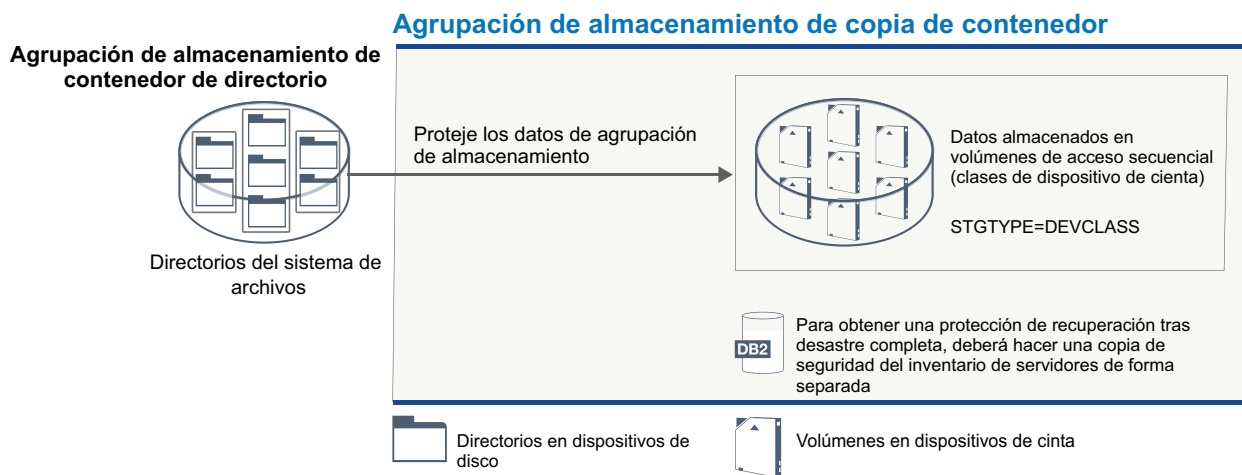 Agrupación de almacenamiento de copia de contenedor
Agrupación de almacenamiento de
contenedor de directorio
Proteje los datos de agrupación
de almacenamiento
Datos almacenados en
volúmenes de acceso secuencial
(clases de dispositivo de cienta)
STGTYPE=DEVCLASS
Directorios del sistema de
archivos
DB2
Para obtener una protección de recuperación tras
desastre completa, deberá hacer una copia de
seguridad del inventario de servidores de forma
separada
Directorios en dispositivos de
disco
Volúmenes en dispositivos de cinta